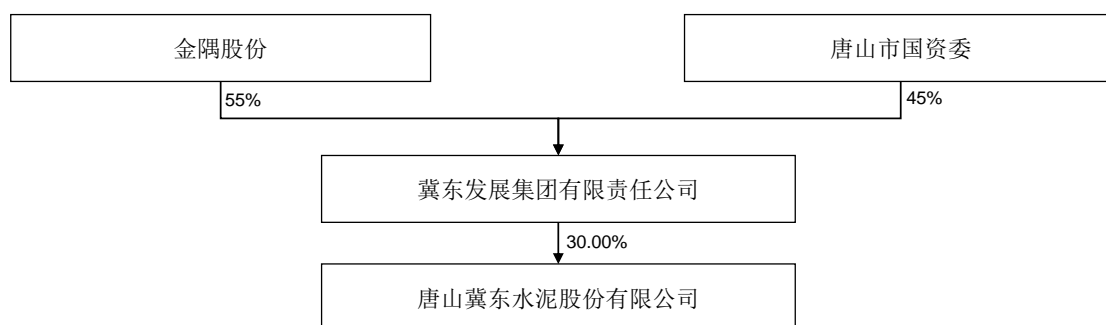 金隅股份
唐山市国资委
55%
45%
冀东发展集团有限责任公司
30.00%
唐山冀东水泥股份有限公司